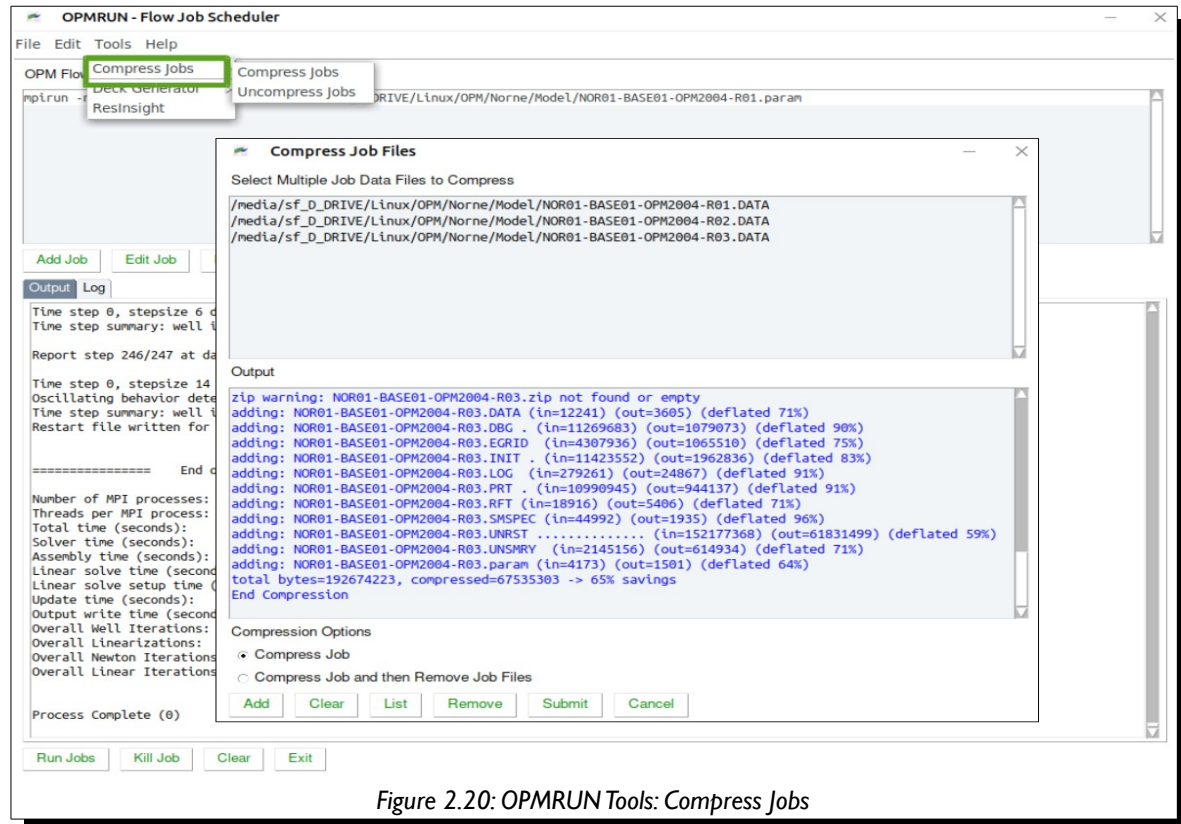 OPMRUN - Flow Job Scheduler
File Edit Tools Help
OPM Flow
Compress Jobs
Deck Generator
ResInsight
Compress Jobs
Uncompress Jobs
mpirun DRIVE/Linux/OPM/Norne/Model/NOR01-BASE01-OPM2004-R01.param
Compress Job Files
Select Multiple Job Data Files to Compress
/media/sf_D_DRIVE/Linux/OPM/Norne/Model/NOR01-BASE01-OPM2004-R01.DATA
/media/sf_D_DRIVE/Linux/OPM/Norne/Model/NOR01-BASE01-OPM2004-R02.DATA
/media/sf_D_DRIVE/Linux/OPM/Norne/Model/NOR01-BASE01-OPM2004-R03.DATA
Add Job Edit Job
Output Log
Time step 0, stepsize 6 d
Time step summary: well i
Report step 246/247 at da
Time step 0, stepsize 14
Oscillating behavior dete
Time step summary: well i
Restart file written for
================ End o
Number of MPI processes:
Threads per MPI process:
Total time (seconds):
Solver time (seconds):
Assembly time (seconds):
Linear solve time (second
Linear solve setup time (
Update time (seconds):
Output write time (second
Overall Well Iterations:
Overall Linearizations:
Overall Newton Iterations
Overall Linear Iterations
Process Complete (0)
Output
zip warning: NOR01-BASE01-OPM2004-R03.zip not found or empty
adding: NOR01-BASE01-OPM2004-R03.DATA (in=12241) (out=3605) (deflated 71%)
adding: NOR01-BASE01-OPM2004-R03.DBG . (in=11269683) (out=1079073) (deflated 90%)
adding: NOR01-BASE01-OPM2004-R03.EGRID (in=4307936) (out=1065510) (deflated 75%)
adding: NOR01-BASE01-OPM2004-R03.INIT . (in=11423552) (out=1962836) (deflated 83%)
adding: NOR01-BASE01-OPM2004-R03.LOG (in=279261) (out=24867) (deflated 91%)
adding: NOR01-BASE01-OPM2004-R03.PRT . (in=10990945) (out=944137) (deflated 91%)
adding: NOR01-BASE01-OPM2004-R03.RFT (in=18916) (out=5406) (deflated 71%)
adding: NOR01-BASE01-OPM2004-R03.SMSPEC (in=44992) (out=1935) (deflated 96%)
adding: NOR01-BASE01-OPM2004-R03.UNRST .............. (in=152177368) (out=61831499) (deflated 59%)
adding: NOR01-BASE01-OPM2004-R03.UNSMRY (in=2145156) (out=614934) (deflated 71%)
adding: NOR01-BASE01-OPM2004-R03.param (in=4173) (out=1501) (deflated 64%)
total bytes=192674223, compressed=67535303 -> 65% savings
End Compression
Compression Options
Compress Job
Compress Job and then Remove Job Files
Add Clear List Remove Submit Cancel
Run Jobs Kill Job Clear Exit
Figure 2.20: OPMRUN Tools: Compress Jobs